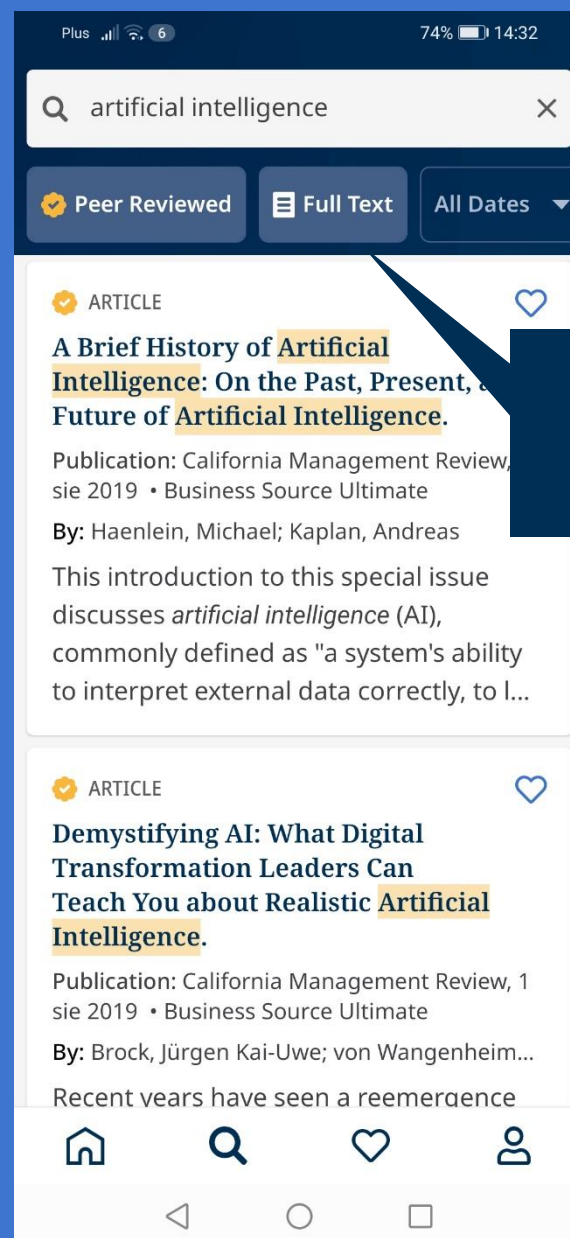 Plus 6 74% 14:32
artificial intelligence
Peer Reviewed Full Text All Dates
ARTICLE
A Brief History of Artificial
Intelligence: On the Past, Present,
Future of Artificial Intelligence.
Publication: California Management Review,
sie 2019 • Business Source Ultimate
By: Haenlein, Michael; Kaplan, Andreas
This introduction to this special issue
discusses artificial intelligence (AI),
commonly defined as "a system's ability
to interpret external data correctly, to l...
ARTICLE
Demystifying AI: What Digital
Transformation Leaders Can
Teach You about Realistic Artificial
Intelligence.
Publication: California Management Review, 1
sie 2019 • Business Source Ultimate
By: Brock, Jürgen Kai-Uwe; von Wangenheim...
Recent years have seen a reemergence